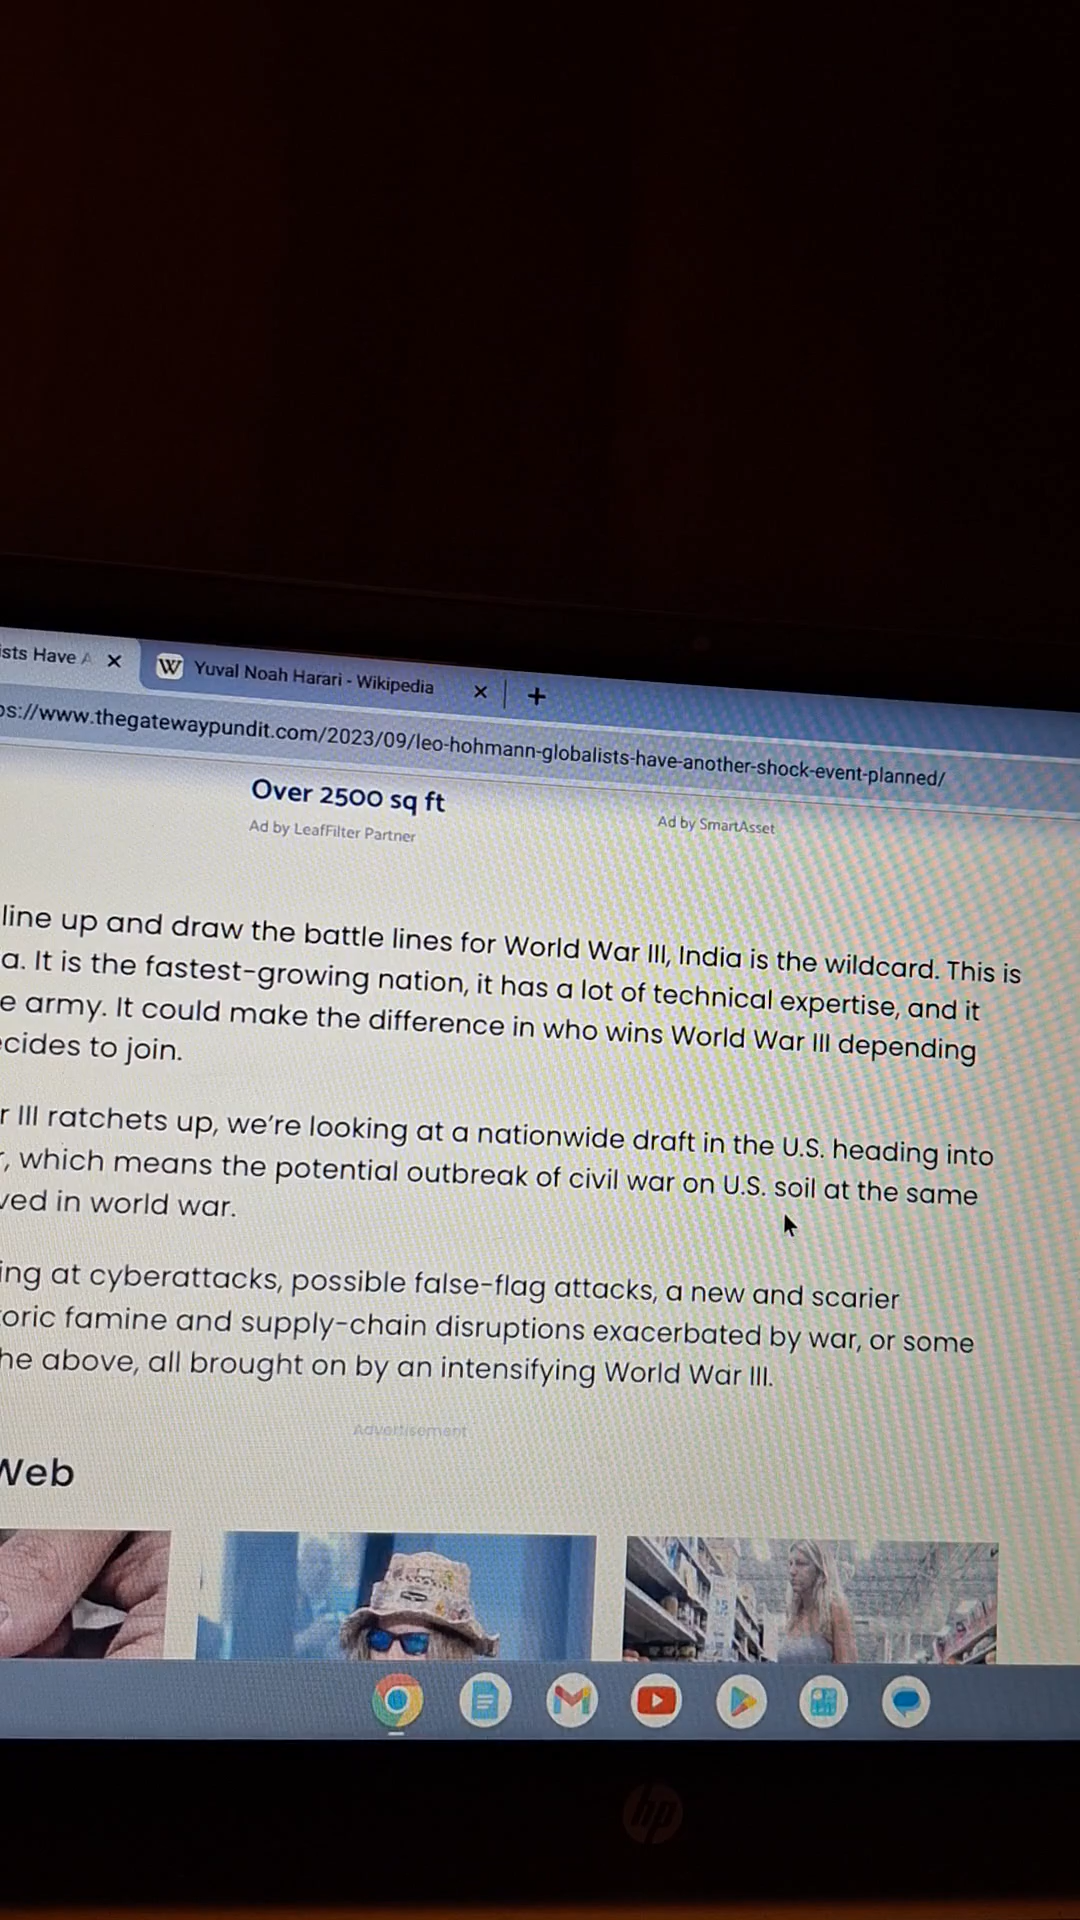 ists Have A
Yuval Noah Harari - Wikipedia
ps://www.thegatewaypundit.com/2023/09/leo-hohmann-globalists-have-another-shock-event-planned/
Over 2500 sq ft
Ad by LeafFilter Partner
Ad by SmartAsset
line up and draw the battle lines for World War III, India is the wildcard. This is
a. It is the fastest-growing nation, it has a lot of technical expertise, and it
e army. It could make the difference in who wins World War III depending
cides to join.
r III ratchets up, we're looking at a nationwide draft in the U.S. heading into
, which means the potential outbreak of civil war on U.S. soil at the same
ved in world war.
ing at cyberattacks, possible false-flag attacks, a new and scarier
oric famine and supply-chain disruptions exacerbated by war, or some
he above, all brought on by an intensifying World War III.
Advertisement
Web
hp